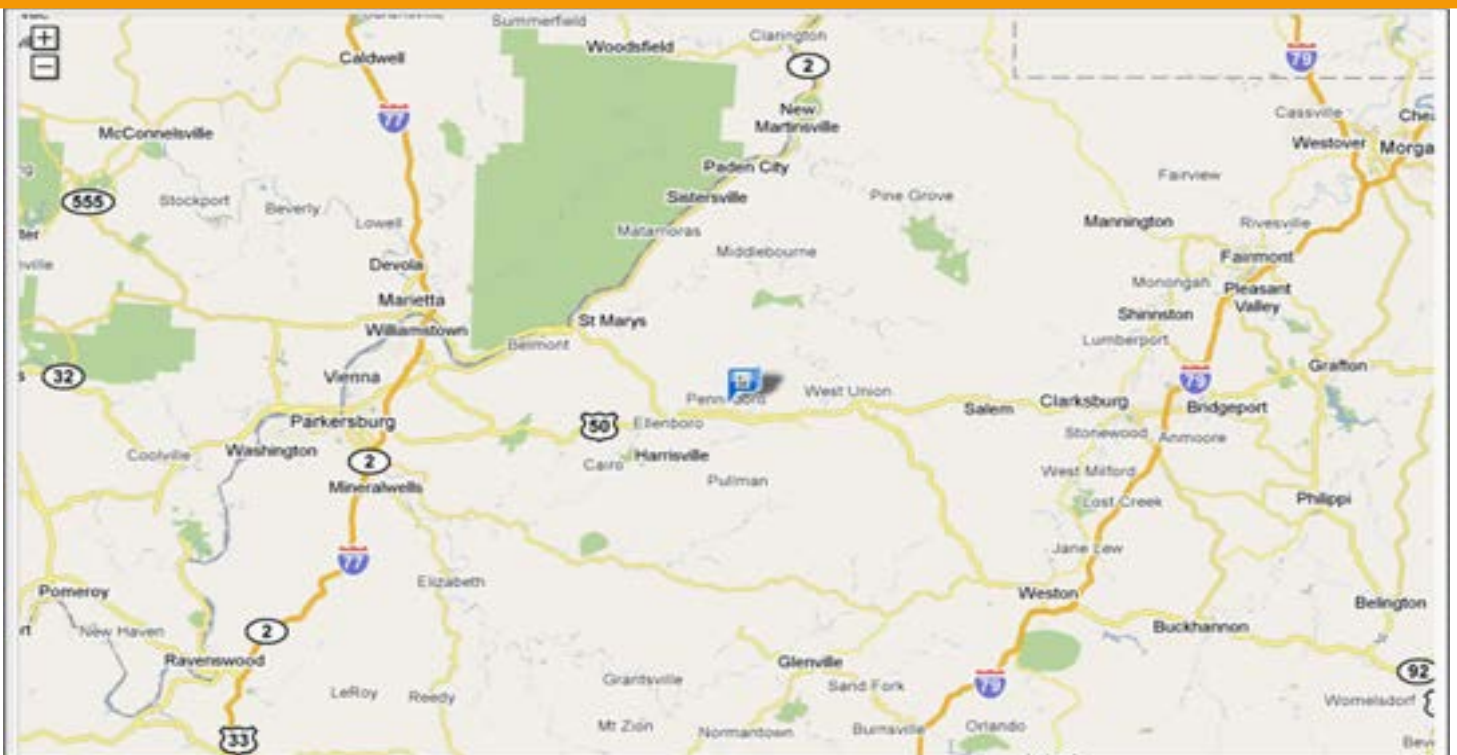 +
−
Summerfield
Clarington
Woodsfield
Caldwell
2
79
77
New
Martinsville
Cassville
McConnelsville
Westover
Morga
Paden City
Fairview
555
Stockport
Beverly
Sistersville
Pine Grove
Lowell
Matamoras
Mannington
Rivesville
Middlebourne
Fairmont
Devola
Monongah
Pleasant
Valley
Marietta
Shinnston
Williamstown
St Marys
Belmont
Lumberport
Grafton
32
Vienna
79
West Union
Salem
Clarksburg
Bridgeport
Parkersburg
50
Ellenboro
Stonewood
Anmoore
Coolville
Washington
2
Cairo
Harrisville
West Milford
Mineralwells
Pullman
Lost Creek
Philippi
Jane Lew
77
Elizabeth
Pomeroy
Weston
Belington
New Haven
2
Buckhannon
Ravenswood
Glenville
92
LeRoy
Reedy
Grantsville
Sand Fork
79
Womelsdorf
33
Mt Zion
Normantown
Burnsville
Orlando